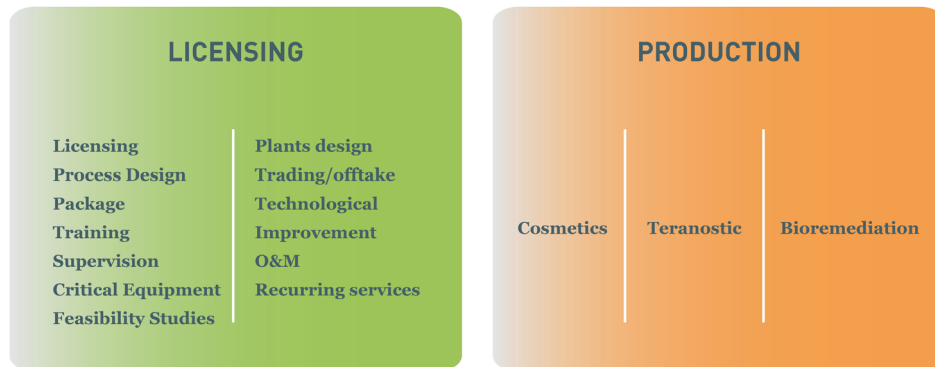 LICENSING
Licensing
Process Design
Package
Training
Supervision
Critical Equipment
Feasibility Studies
Plants design
Trading/offtake
Technological
Improvement
O&M
Recurring services
PRODUCTION
Cosmetics
Teranostic
Bioremediation